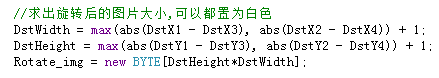 //求出旋转后的图片大小,可以都置为白色
DstWidth = max(abs(DstX1 - DstX3), abs(DstX2 - DstX4)) + 1;
DstHeight = max(abs(DstY1 - DstY3), abs(DstY2 - DstY4)) + 1;
Rotate_img = new BYTE[DstHeight*DstWidth];